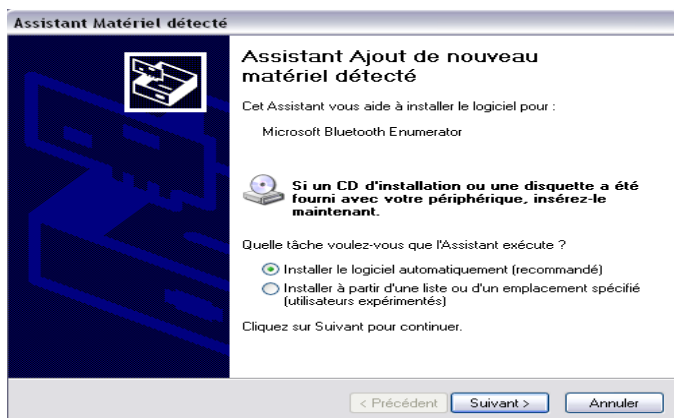 Assistant Matériel détecté
Assistant Ajout de nouveau
matériel détecté
Cet Assistant vous aide à installer le logiciel pour :
Microsoft Bluetooth Enumerator
Si un CD d'installation ou une disquette a été
fourni avec votre périphérique, insérez-le
maintenant.
Quelle tâche voulez-vous que l'Assistant exécute ?
Installer le logiciel automatiquement (recommandé)
Installer à partir d'une liste ou d'un emplacement spécifié
(utilisateurs expérimentés)
Cliquez sur Suivant pour continuer.
< Précédent Suivant > Annuler